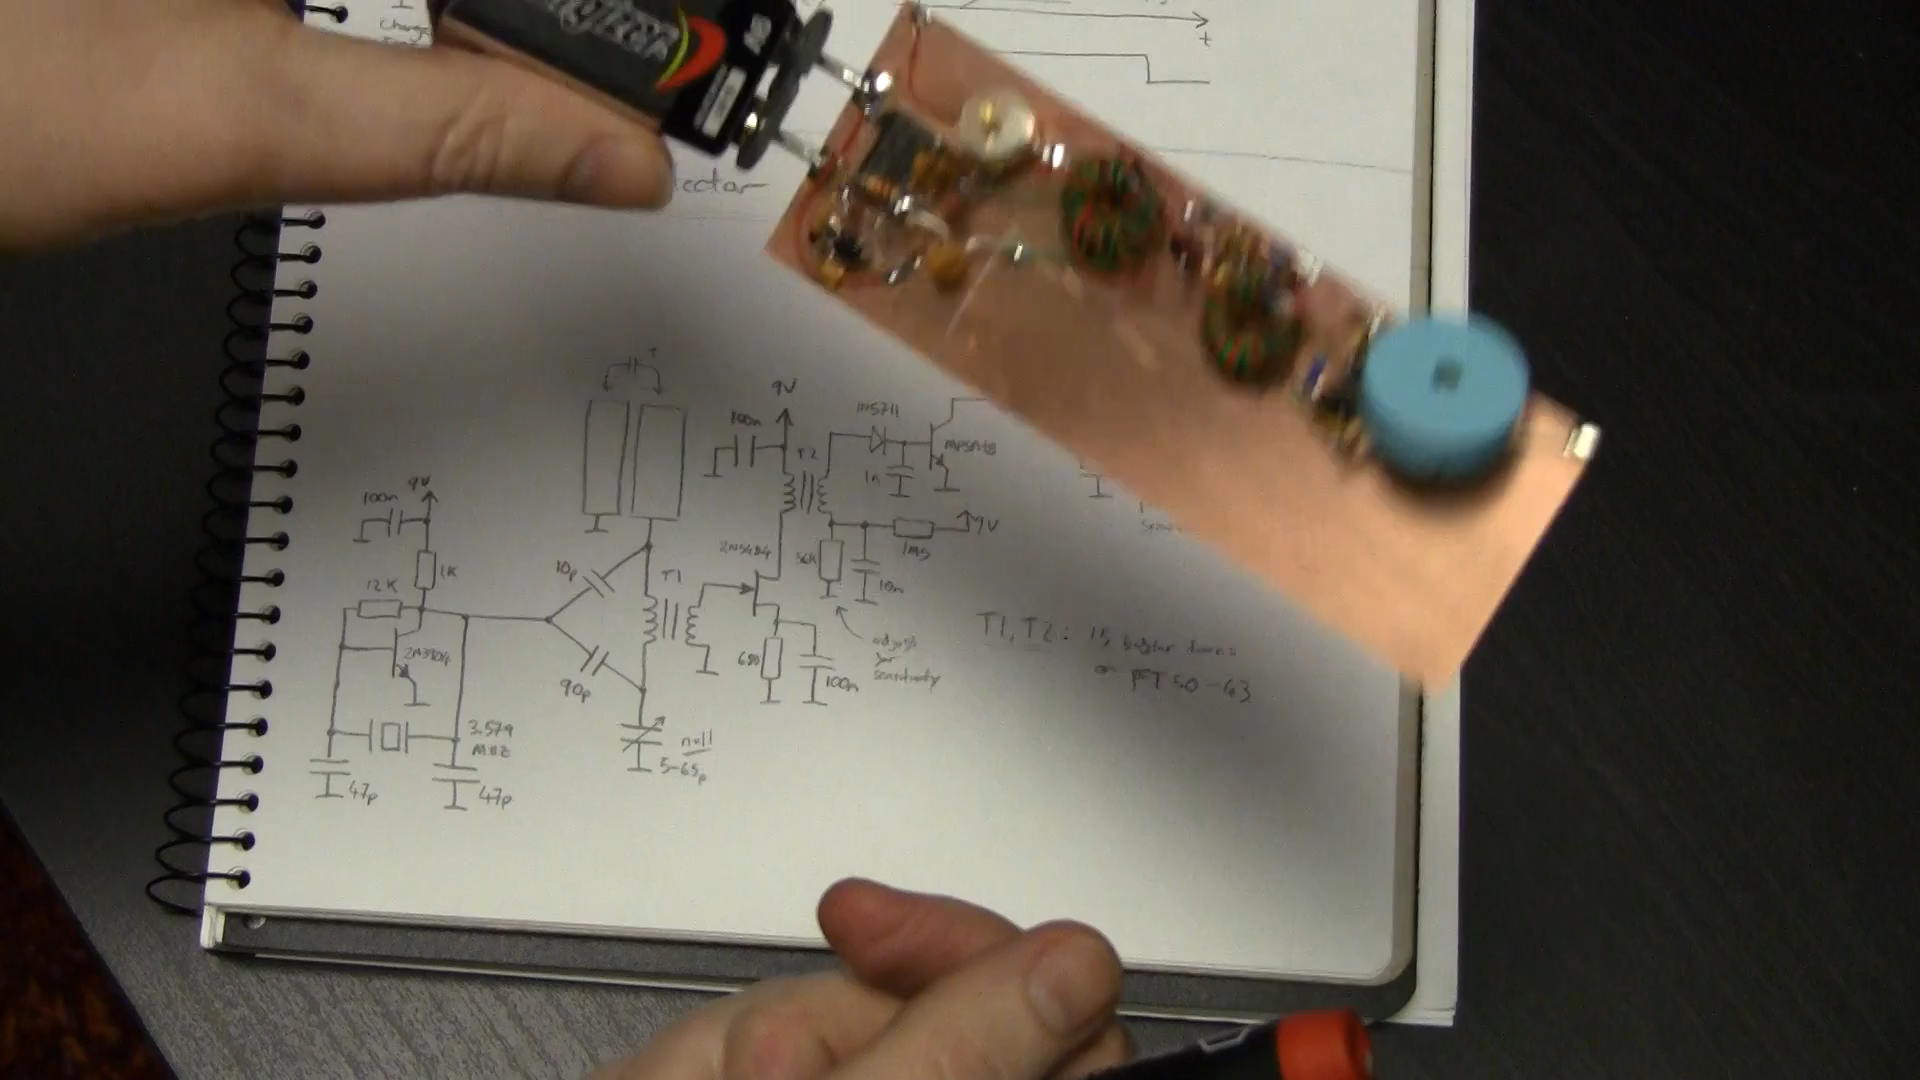 t
9V
100n
1N5711
T2
MPSA18
1n
9V
100n
9V
2N5484
56k
1M5
12K
1K
10p
T1
10n
T1, T2: 15 bifilar turns
on FT50-43
adjust
for
sensitivity
2N3904
680
100n
90p
3.579
MHZ
null
5-65p
47p
47p